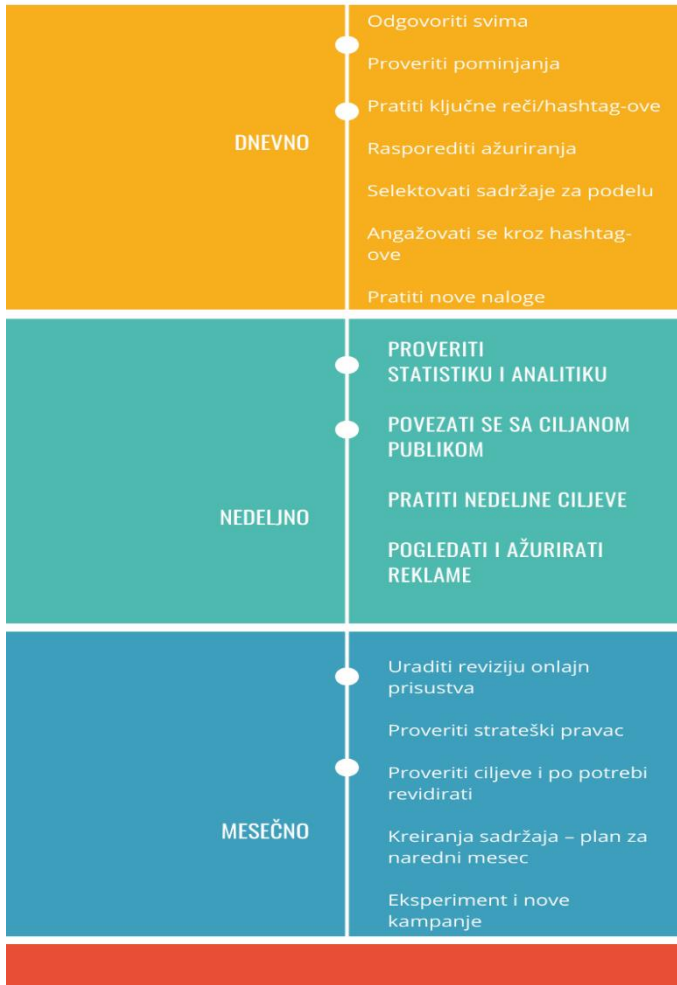 DNEVNO
Odgovoriti svima
Proveriti pominjanja
Pratiti ključne reči/hashtag-ove
Rasporediti ažuriranja
Selektovati sadržaje za podelu
Angažovati se kroz hashtag-
ove
Pratiti nove naloge
NEDELJNO
PROVERITI
STATISTIKU I ANALITIKU
POVEZATI SE SA CILJANOM
PUBLIKOM
PRATITI NEDELJNE CILJEVE
POGLEDATI I AŽURIRATI
REKLAME
MESEČNO
Uraditi reviziju onlajn
prisustva
Proveriti strateški pravac
Proveriti ciljeve i po potrebi
revidirati
Kreiranja sadržaja – plan za
naredni mesec
Eksperiment i nove
kampanje